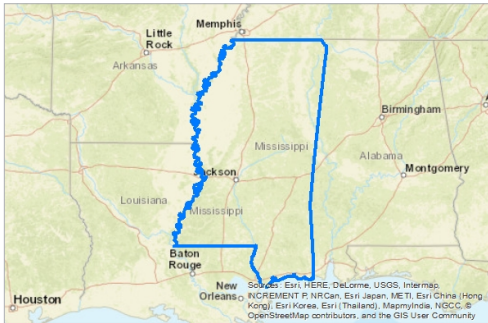 Memphis
Little
Rock
Arkansas
Birmingham
Mississippi
Alabama
Jackson
Montgomery
Louisiana
Mississippi
Baton
Rouge
New
Orleans
Houston
Sources: Esri, HERE, DeLorme, USGS, Intermap,
INCREMENT P, NRCan, Esri Japan, METI, Esri China (Hong
Kong), Esri Korea, Esri (Thailand), MapmyIndia, NGCC, ©
OpenStreetMap contributors, and the GIS User Community